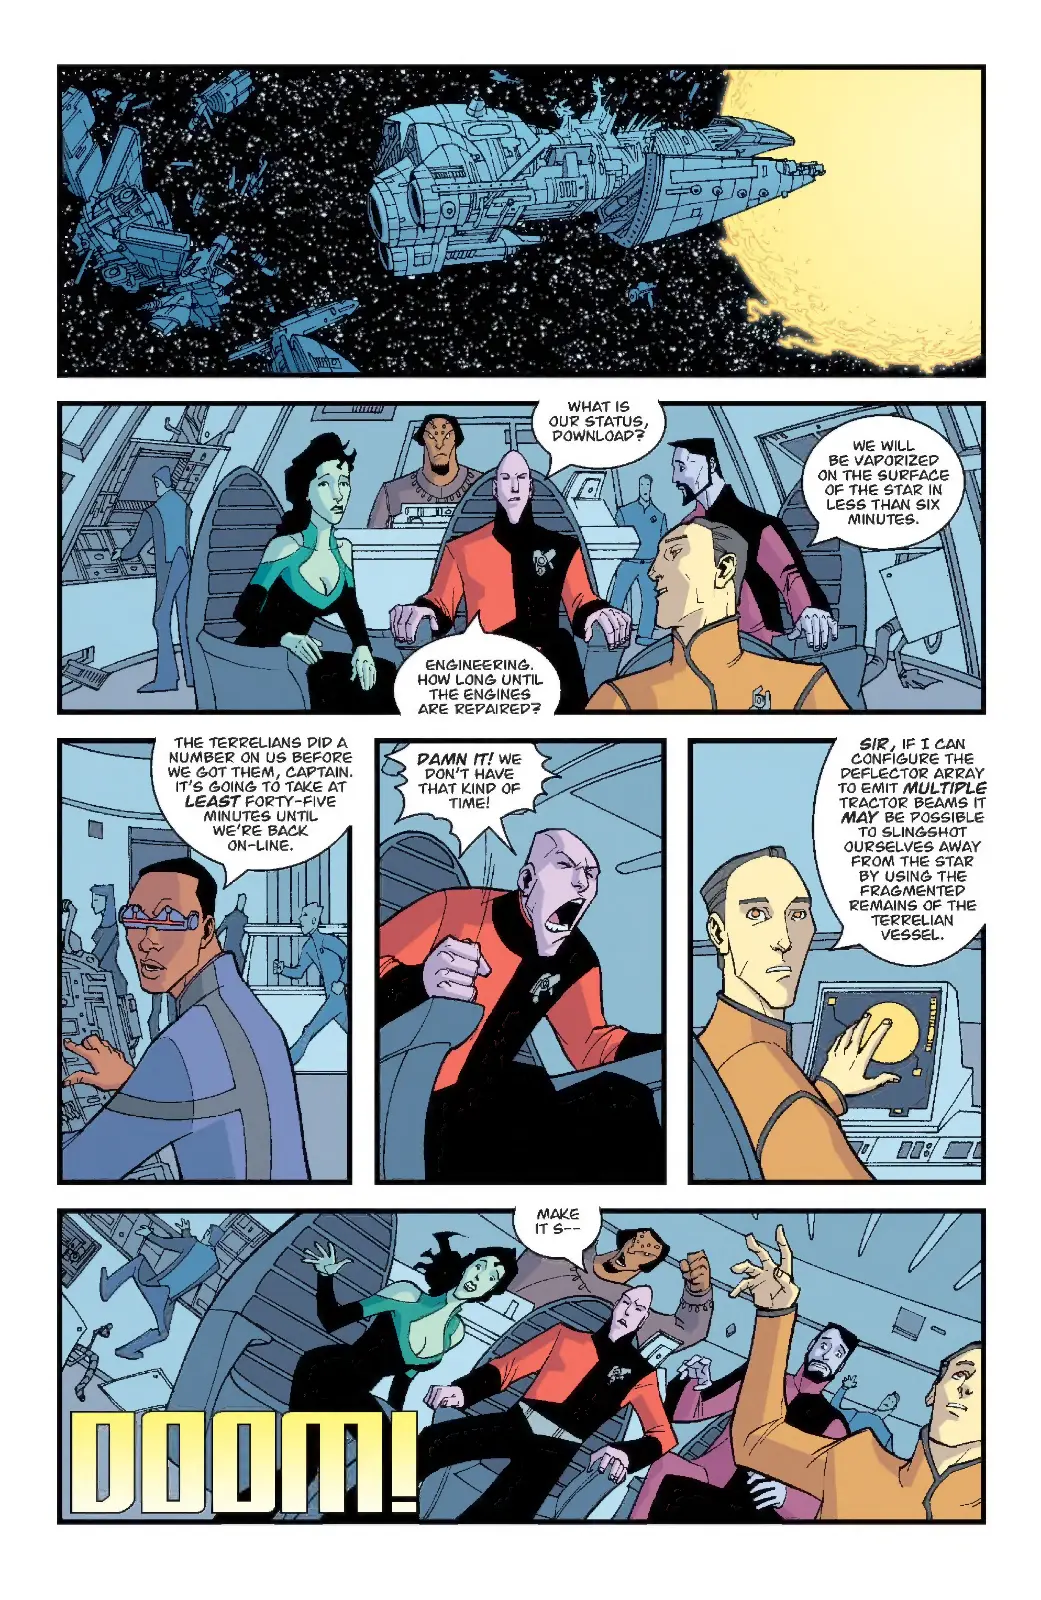 WHAT IS
OUR STATUS,
DOWNLOAD?
WE WILL
BE VAPORIZED
ON THE SURFACE
OF THE STAR IN
LESS THAN SIX
MINUTES.
ENGINEERING.
HOW LONG UNTIL
THE ENGINES
ARE REPAIRED?
THE TERRELIANS DID A
NUMBER ON US BEFORE
WE GOT THEM, CAPTAIN.
IT'S GOING TO TAKE AT
LEAST FORTY-FIVE
MINUTES UNTIL
WE'RE BACK
ON-LINE.
DAMN IT! WE
DON'T HAVE
THAT KIND OF
TIME!
SIR, IF I CAN
CONFIGURE THE
DEFLECTOR ARRAY
TO EMIT MULTIPLE
TRACTOR BEAMS IT
MAY BE POSSIBLE
TO SLINGSHOT
OURSELVES AWAY
FROM THE STAR
BY USING THE
FRAGMENTED
REMAINS OF THE
TERRELIAN
VESSEL.
MAKE
IT S--
DOOM!